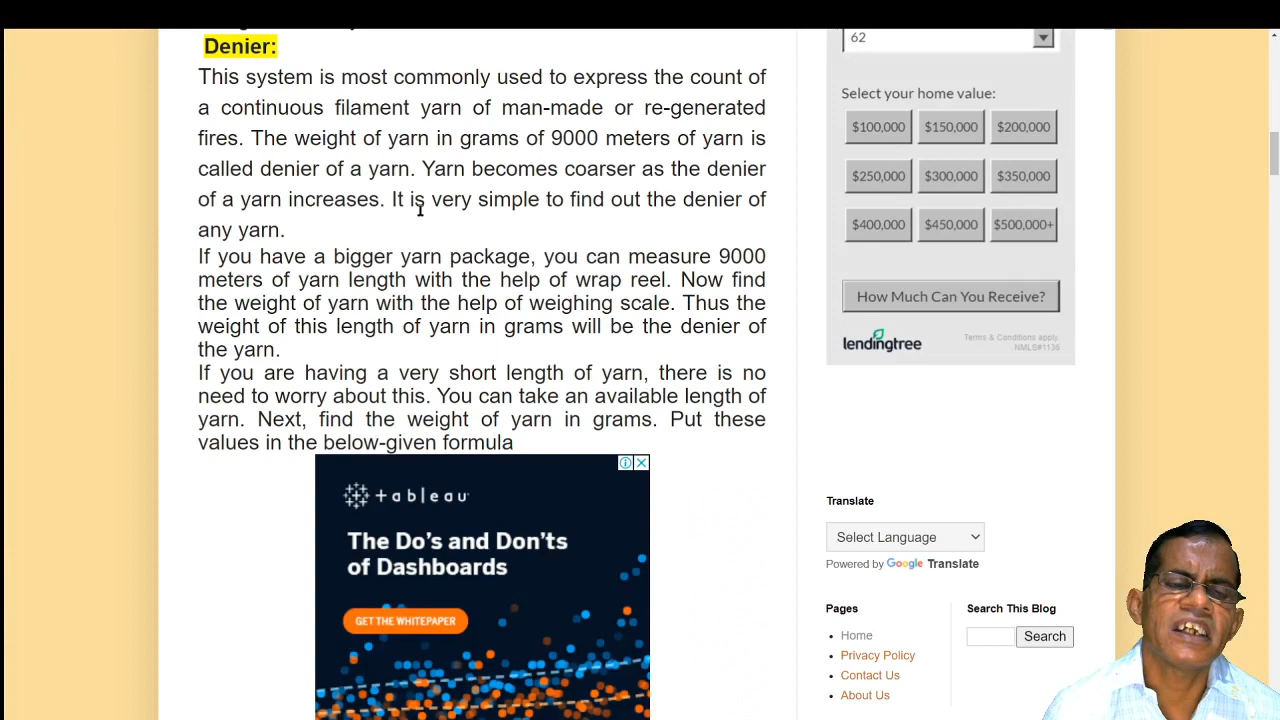 Denier:
This system is most commonly used to express the count of
a continuous filament yarn of man-made or re-generated
fires. The weight of yarn in grams of 9000 meters of yarn is
called denier of a yarn. Yarn becomes coarser as the denier
of a yarn increases. It is very simple to find out the denier of
any yarn.
If you have a bigger yarn package, you can measure 9000
meters of yarn length with the help of wrap reel. Now find
the weight of yarn with the help of weighing scale. Thus the
weight of this length of yarn in grams will be the denier of
the yarn.
If you are having a very short length of yarn, there is no
need to worry about this. You can take an available length of
yarn. Next, find the weight of yarn in grams. Put these
values in the below-given formula
+ableau
The Do's and Don'ts
of Dashboards
GET THE WHITEPAPER
62
Select your home value:
$100,000 $150,000 $200,000
$250,000 $300,000 $350,000
$400,000 $450,000 $500,000+
How Much Can You Receive?
lendingtree
Terms & Conditions apply.
NMLS#1136
Translate
Select Language
Powered by Google Translate
Pages
Home
Privacy Policy
Contact Us
About Us
Search This Blog
Search